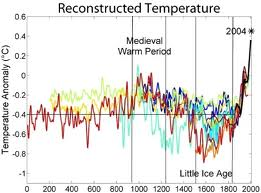 Reconstructed Temperature
0.6
0.4
0.2
0
-0.2
-0.4
-0.6
-0.8
-1
Temperature Anomaly (°C)
2004 *
Medieval
Warm Period
Little Ice Age
0 200 400 600 800 1000 1200 1400 1600 1800 2000